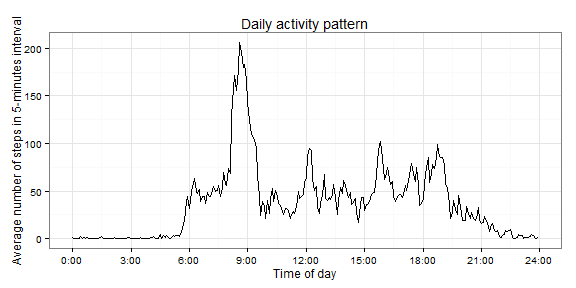 Daily activity pattern
Average number of steps in 5-minutes interval
200
150
100
50
0
0:00 3:00 6:00 9:00 12:00 15:00 18:00 21:00 24:00
Time of day